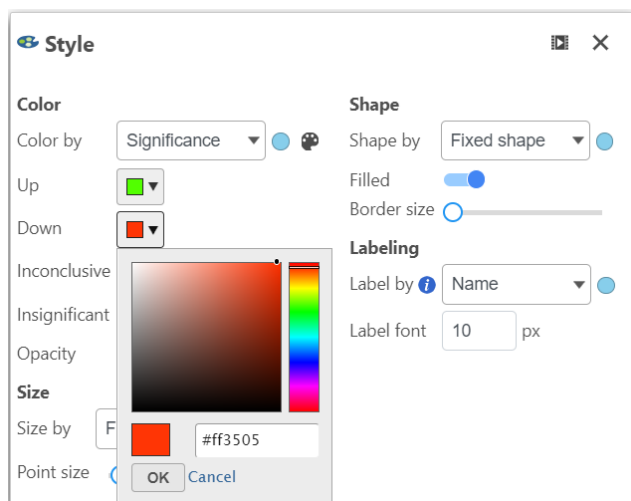 Style
Color
Color by Significance
Up
Down
Inconclusive
Insignificant
Opacity
Size
Size by F
Point size
#ff3505
OK Cancel
Shape
Shape by Fixed shape
Filled
Border size
Labeling
Label by i Name
Label font 10 px